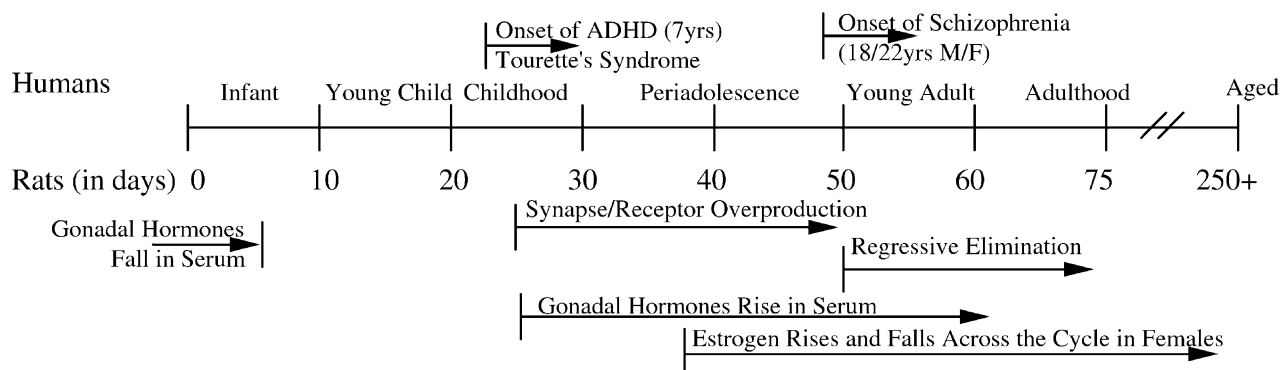 Onset of ADHD (7yrs)
Tourette's Syndrome
Onset of Schizophrenia
(18/22yrs M/F)
Humans
Infant Young Child Childhood Periadolescence Young Adult Adulthood Aged
Rats (in days) 0 10 20 30 40 50 60 75 250+
Gonadal Hormones
Fall in Serum
Synapse/Receptor Overproduction
Regressive Elimination
Gonadal Hormones Rise in Serum
Estrogen Rises and Falls Across the Cycle in Females